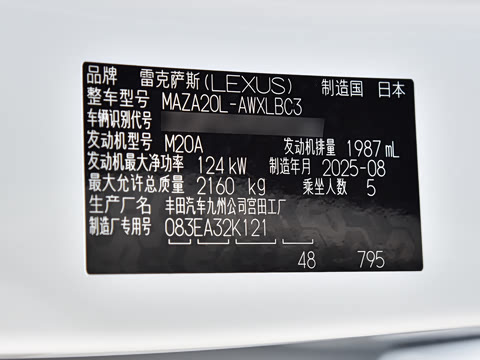 品牌 雷克萨斯(LEXUS) 制造国 日本
整车型号 MAZA20L-AWXLBC3
车辆识别代号
发动机型号 M20A 发动机排量 1987 mL
发动机最大净功率 124 kW 制造年月 2025-08
最大允许总质量 2160 kg 乘坐人数 5
生产厂名 丰田汽车九州公司宫田工厂
制造厂专用号 083EA32K121
48 795